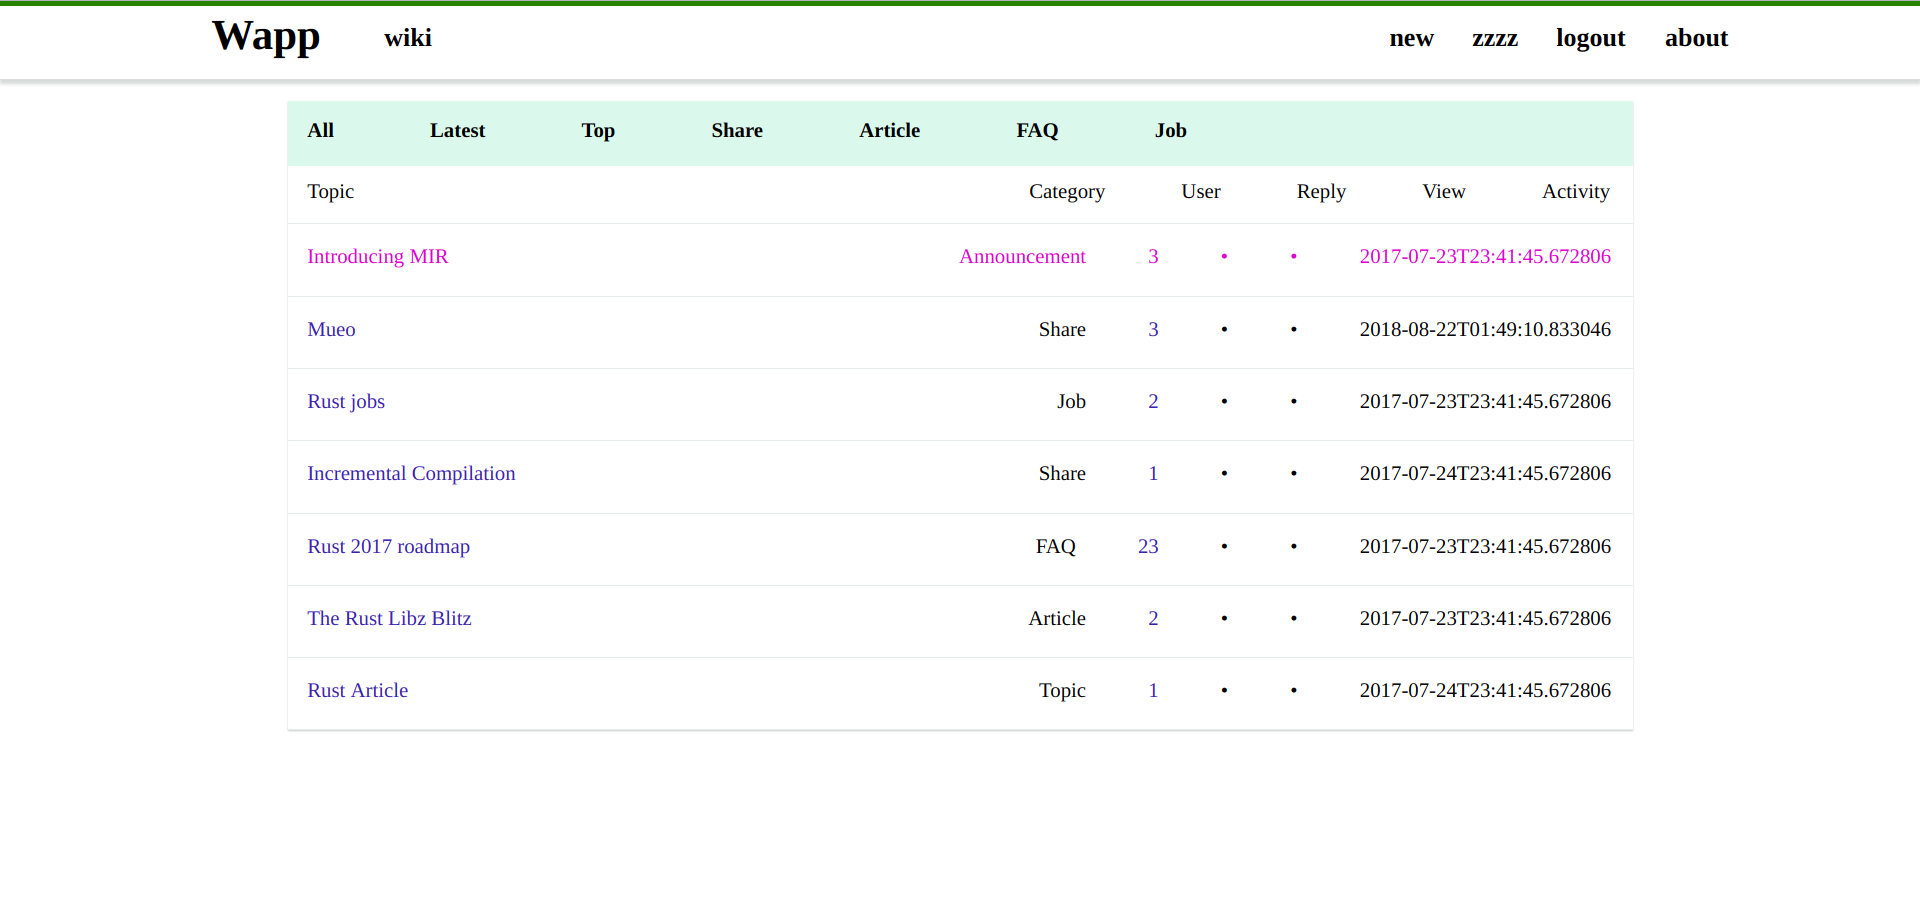 Wapp wiki new zzzz logout about
All Latest Top Share Article FAQ Job
Topic Category User Reply View Activity
Introducing MIR Announcement 3 • • 2017-07-23T23:41:45.672806
Mueo Share 3 • • 2018-08-22T01:49:10.833046
Rust jobs Job 2 • • 2017-07-23T23:41:45.672806
Incremental Compilation Share 1 • • 2017-07-24T23:41:45.672806
Rust 2017 roadmap FAQ 23 • • 2017-07-23T23:41:45.672806
The Rust Libz Blitz Article 2 • • 2017-07-23T23:41:45.672806
Rust Article Topic 1 • • 2017-07-24T23:41:45.672806